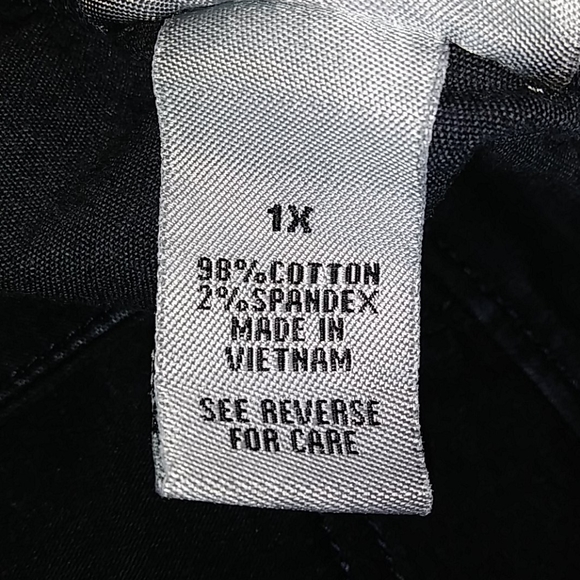 1X
98%COTTON
2%SPANDEX
MADE IN
VIETNAM
SEE REVERSE
FOR CARE